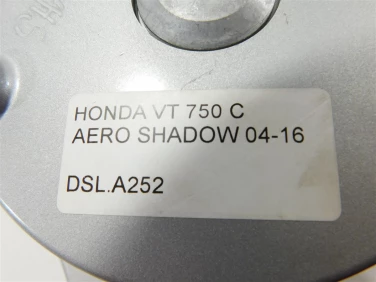 HONDA VT 750 C
AERO SHADOW 04-16
DSL.A252